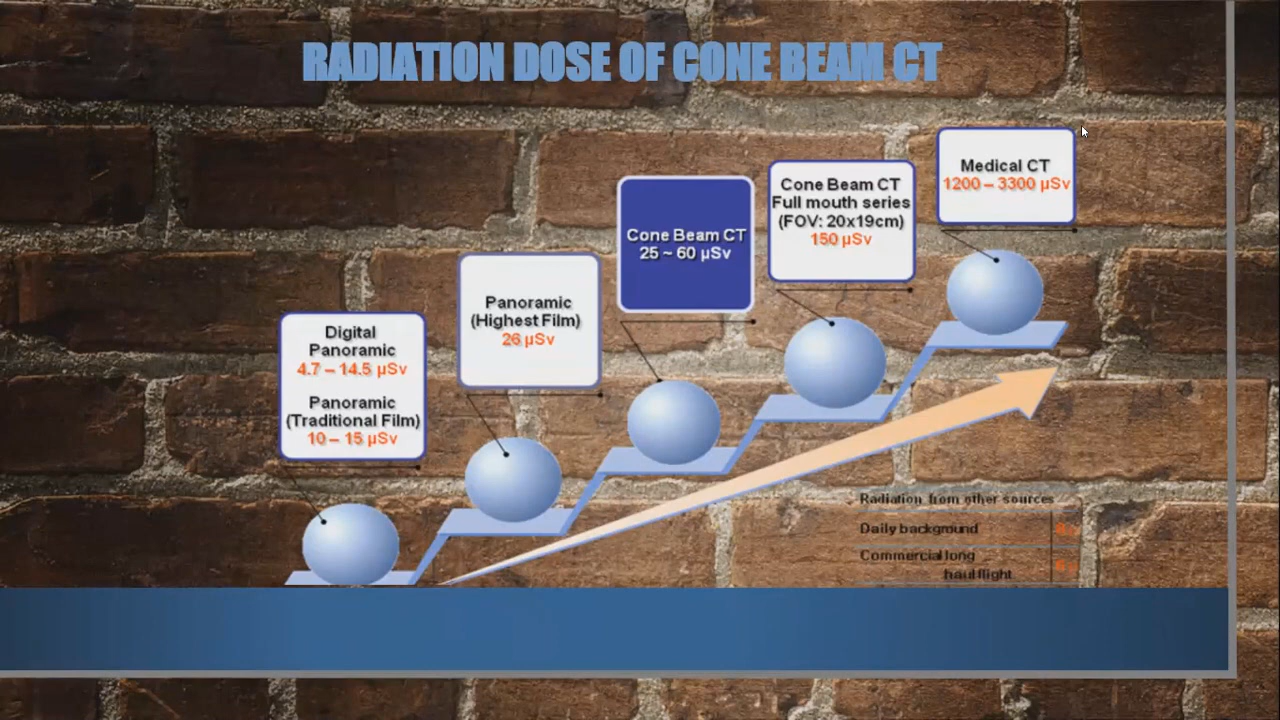 RADIATION DOSE OF CONE BEAM CT
Digital
Panoramic
4.7 – 14.5 µSv
Panoramic
(Traditional Film)
10 – 15 µSv
Panoramic
(Highest Film)
26 µSv
Cone Beam CT
25 ~ 60 µSv
Cone Beam CT
Full mouth series
(FOV: 20x19cm)
150 µSv
Medical CT
1200 – 3300 µSv
Radiation from other sources
Daily background
Commercial long
haul flight